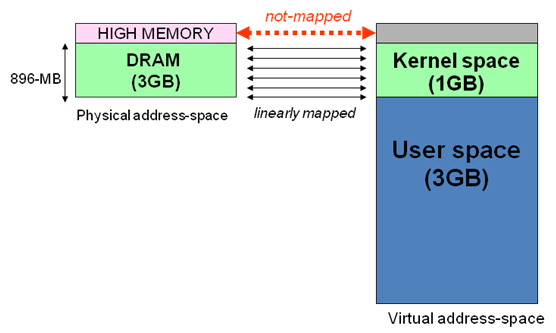 not-mapped
HIGH MEMORY
DRAM
(3GB)
896-MB
Kernel space
(1GB)
Physical address-space
linearly mapped
User space
(3GB)
Virtual address-space